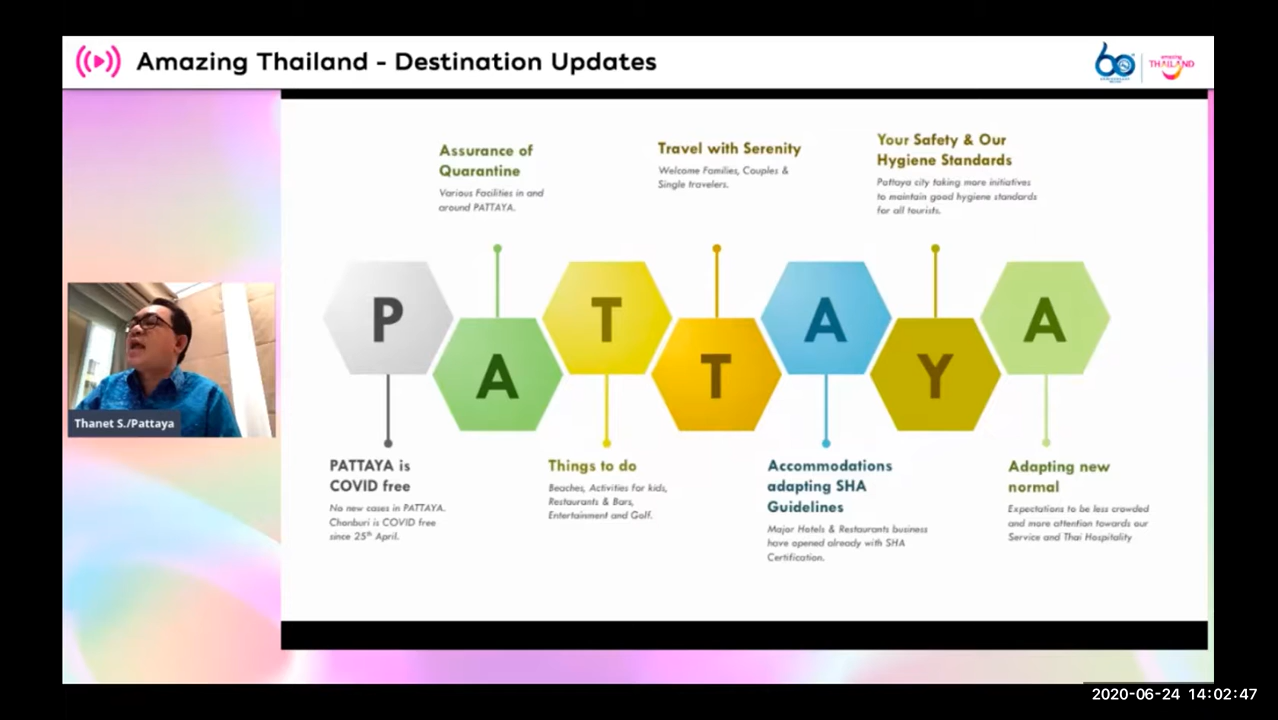 Amazing Thailand - Destination Updates
60
amazing
THAILAND
Assurance of
Quarantine
Various Facilities in and
around PATTAYA.
Travel with Serenity
Welcome Families, Couples &
Single travelers.
Your Safety & Our
Hygiene Standards
Pattaya city taking more initiatives
to maintain good hygiene standards
for all tourists.
P
A
T
T
A
Y
A
Thanet S./Pattaya
PATTAYA is
COVID free
No new cases in PATTAYA.
Chonburi is COVID free
since 25th April.
Things to do
Beaches, Activities for kids,
Restaurants & Bars,
Entertainment and Golf.
Accommodations
adapting SHA
Guidelines
Major Hotels & Restaurants business
have opened already with SHA
Certification.
Adapting new
normal
Expectations to be less crowded
and more attention towards our
Service and Thai Hospitality
2020-06-24 14:02:47